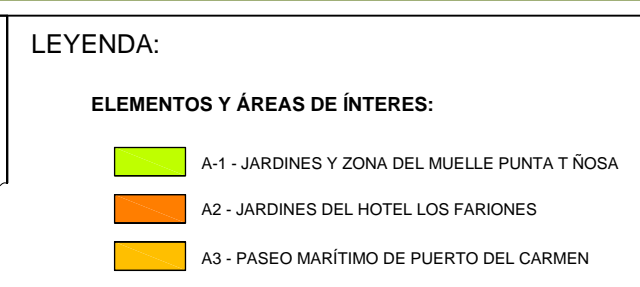 LEYENDA:
ELEMENTOS Y ÁREAS DE ÍNTERES:
A-1 - JARDINES Y ZONA DEL MUELLE PUNTA T ÑOSA
A2 - JARDINES DEL HOTEL LOS FARIONES
A3 - PASEO MARÍTIMO DE PUERTO DEL CARMEN